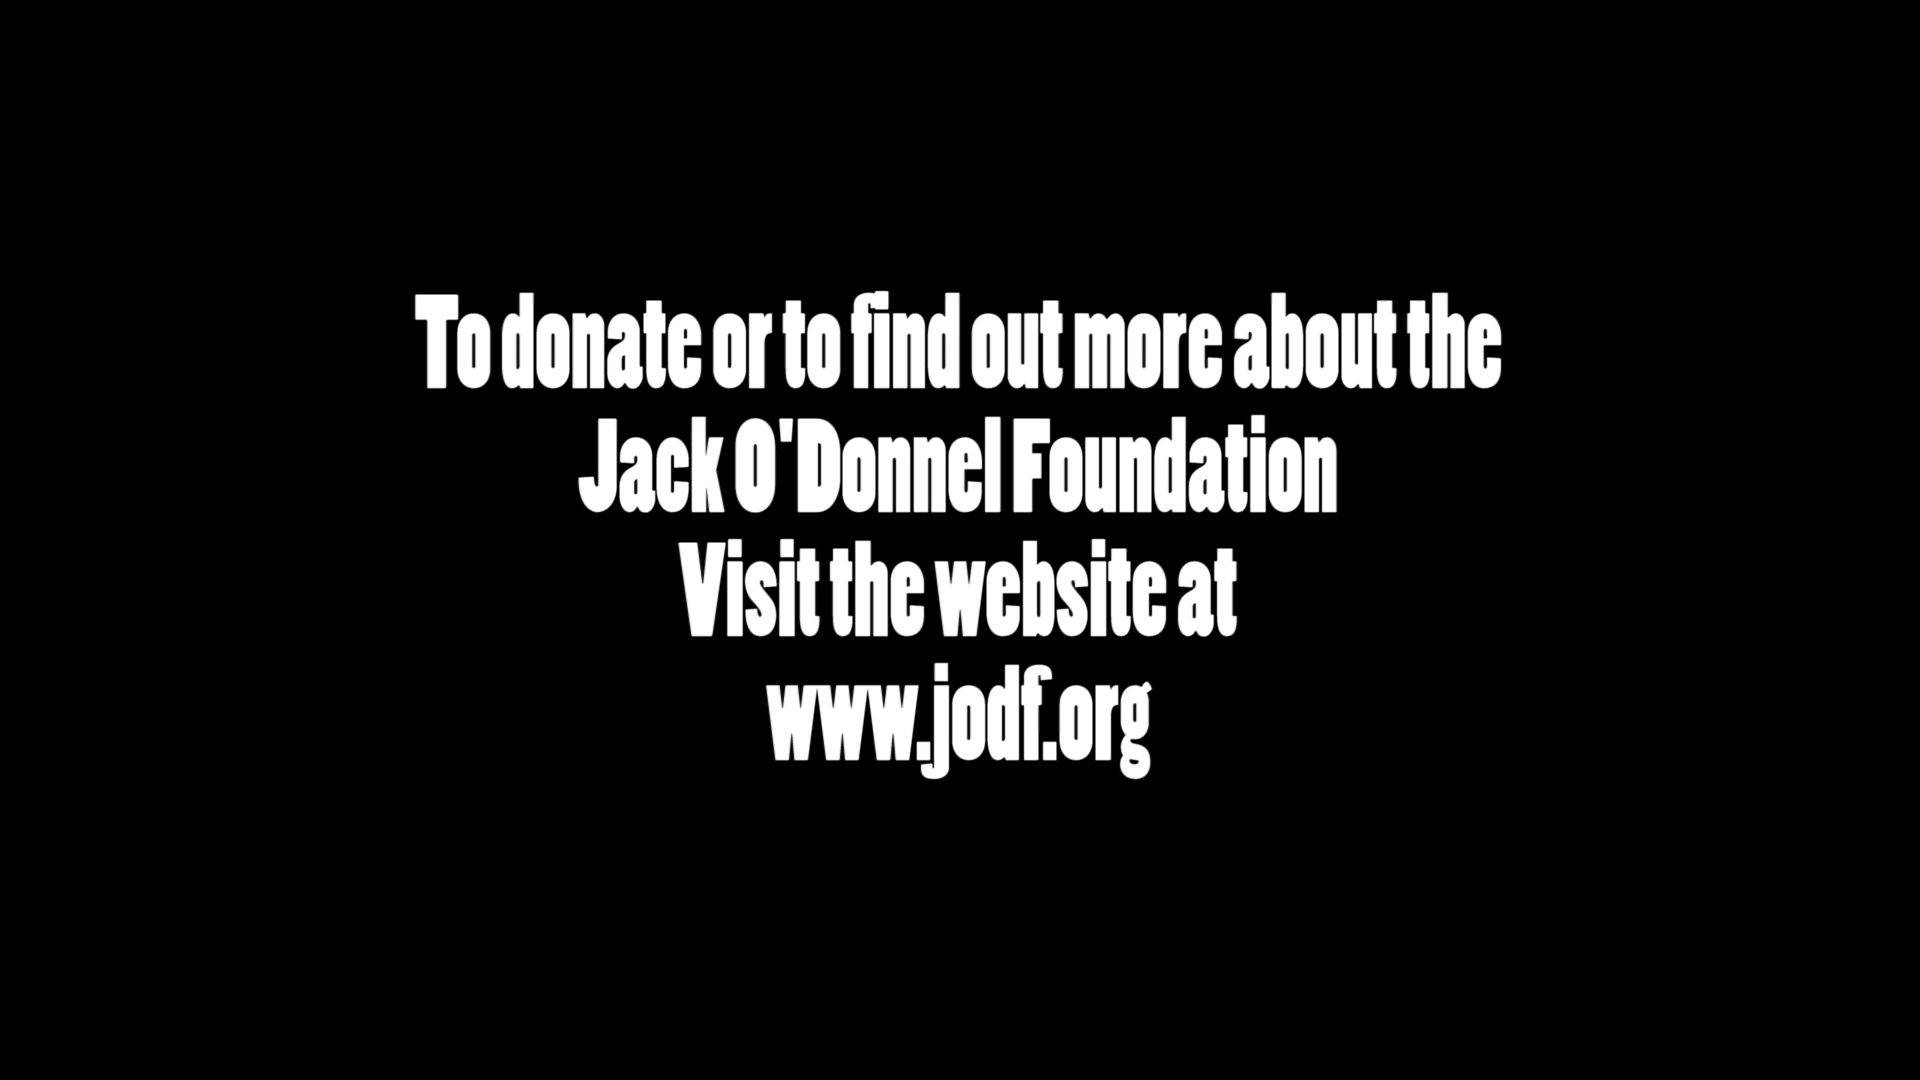 To donate or to find out more about the
Jack O'Donnel Foundation
Visit the website at
www.jodf.org